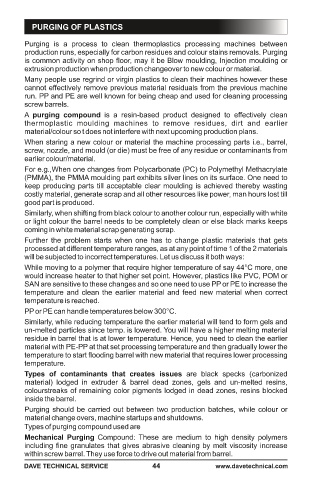 PURGING OF PLASTICS
Purging is a process to clean thermoplastics processing machines between
production runs, especially for carbon residues and colour stains removals. Purging
is common activity on shop floor, may it be Blow moulding, Injection moulding or
extrusion production when production changeover to new colour or material.
Many people use regrind or virgin plastics to clean their machines however these
cannot effectively remove previous material residuals from the previous machine
run. PP and PE are well known for being cheap and used for cleaning processing
screw barrels.
A purging compound is a resin-based product designed to effectively clean
thermoplastic moulding machines to remove residues, dirt and earlier
material/colour so t does not interfere with next upcoming production plans.
When staring a new colour or material the machine processing parts i.e., barrel,
screw, nozzle, and mould (or die) must be free of any residue or contaminants from
earlier colour/material.
For e.g.,When one changes from Polycarbonate (PC) to Polymethyl Methacrylate
(PMMA), the PMMA moulding part exhibits silver lines on its surface. One need to
keep producing parts till acceptable clear moulding is achieved thereby wasting
costly material, generate scrap and all other resources like power, man hours lost till
good part is produced.
Similarly, when shifting from black colour to another colour run, especially with white
or light colour the barrel needs to be completely clean or else black marks keeps
coming in white material scrap generating scrap.
Further the problem starts when one has to change plastic materials that gets
processed at different temperature ranges, as at any point of time 1 of the 2 materials
will be subjected to incorrect temperatures. Let us discuss it both ways:
While moving to a polymer that require higher temperature of say 44°C more, one
would increase heater to that higher set point. However, plastics like PVC, POM or
SAN are sensitive to these changes and so one need to use PP or PE to increase the
temperature and clean the earlier material and feed new material when correct
temperature is reached.
PP or PE can handle temperatures below 300°C.
Similarly, while reducing temperature the earlier material will tend to form gels and
un-melted particles since temp. is lowered. You will have a higher melting material
residue in barrel that is at lower temperature. Hence, you need to clean the earlier
material with PE-PP at that set processing temperature and then gradually lower the
temperature to start flooding barrel with new material that requires lower processing
temperature.
Types of contaminants that creates issues are black specks (carbonized
material) lodged in extruder & barrel dead zones, gels and un-melted resins,
colourstreaks of remaining color pigments lodged in dead zones, resins blocked
inside the barrel.
Purging should be carried out between two production batches, while colour or
material change overs, machine startups and shutdowns.
Types of purging compound used are
Mechanical Purging Compound: These are medium to high density polymers
including fine granulates that gives abrasive cleaning by melt viscosity increase
within screw barrel. They use force to drive out material from barrel.
DAVE TECHNICAL SERVICE 44 www.davetechnical.com